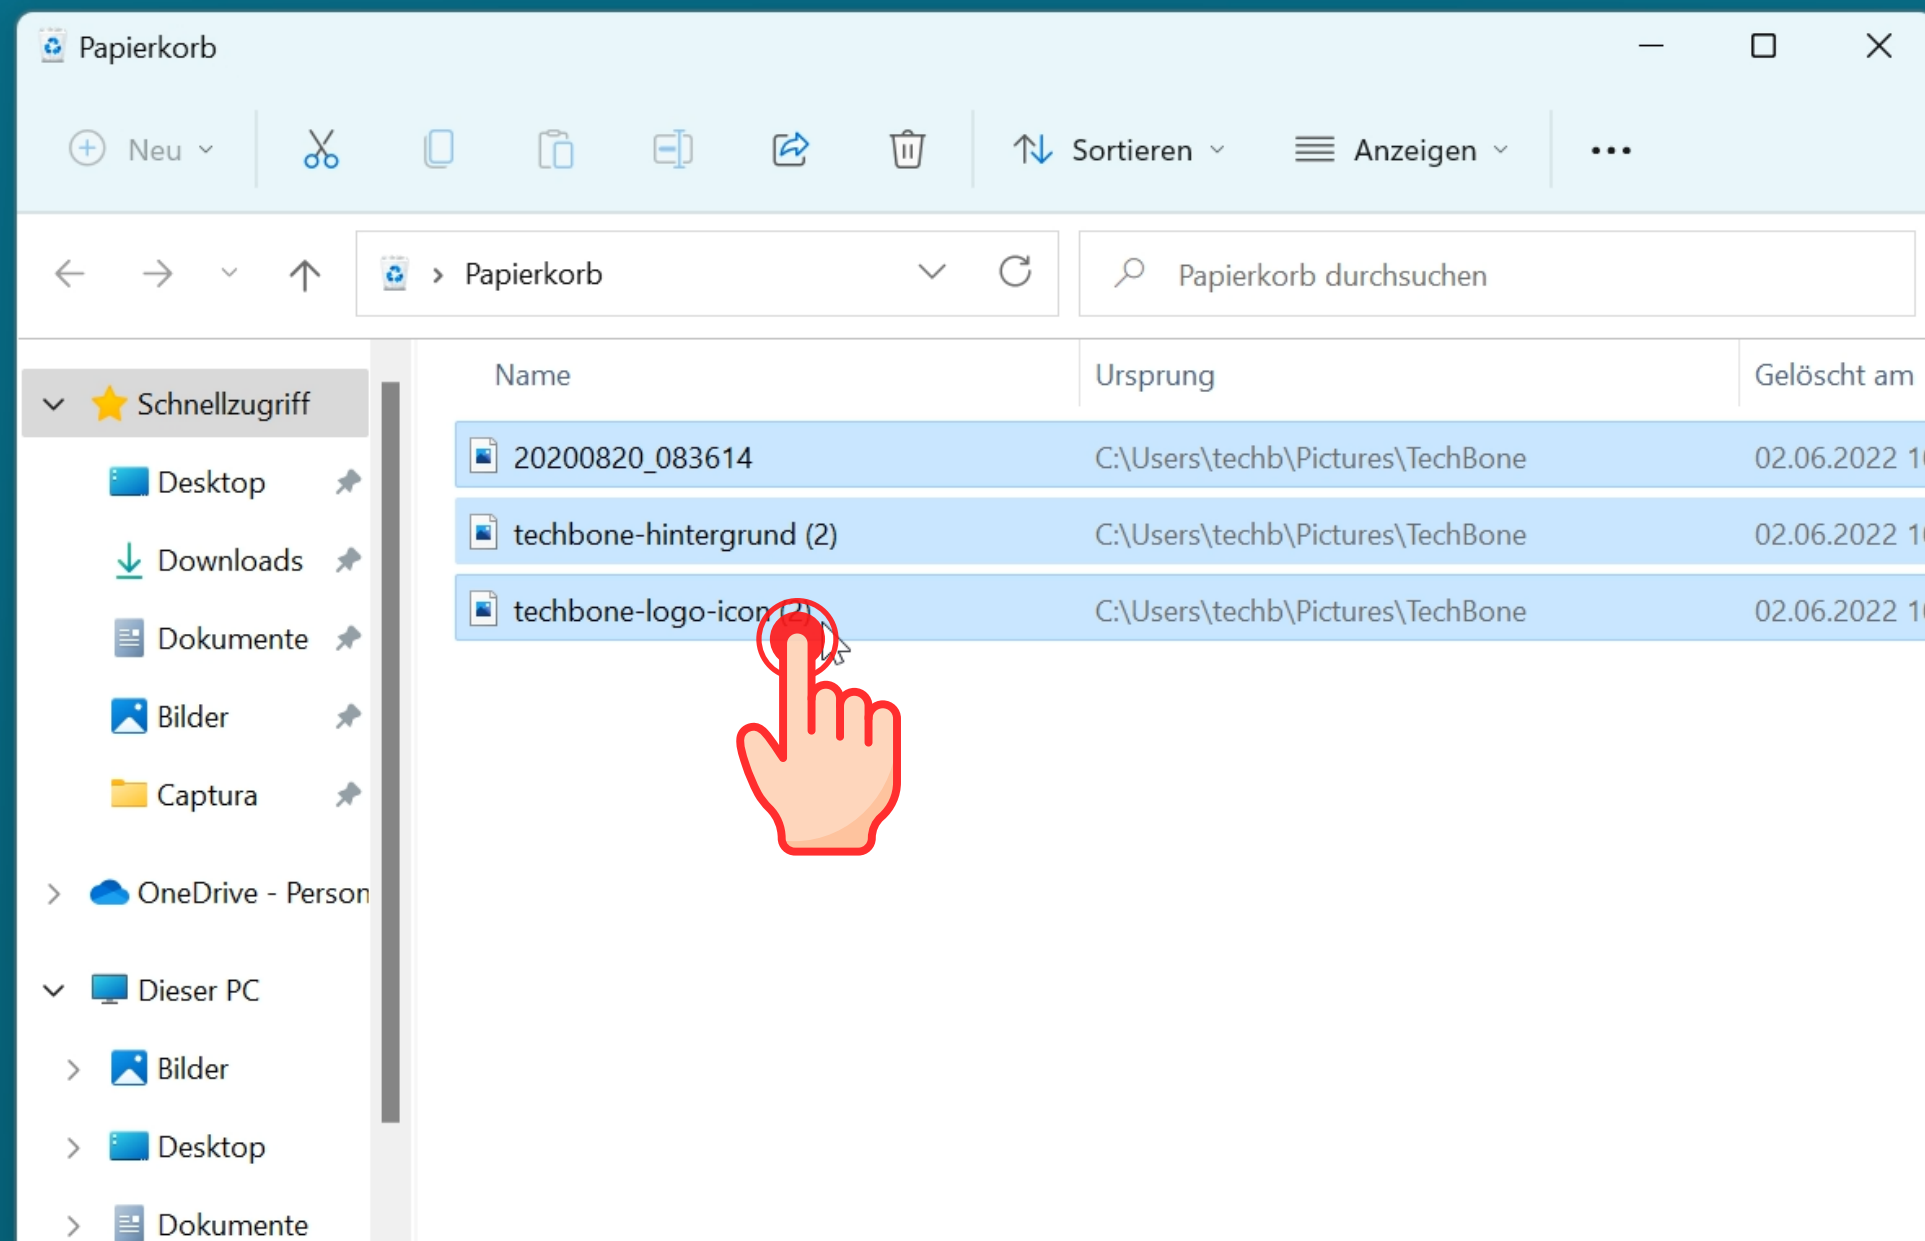 Papierkorb
Neu
Sortieren
Anzeigen
Papierkorb
Papierkorb durchsuchen
Name Ursprung Gelöscht am
Schnellzugriff
20200820_083614 C:\Users\techb\Pictures\TechBone 02.06.2022
Desktop
techbone-hintergrund (2) C:\Users\techb\Pictures\TechBone 02.06.2022
Downloads
techbone-logo-icon (2) C:\Users\techb\Pictures\TechBone 02.06.2022
Dokumente
Bilder
Captura
OneDrive - Person
Dieser PC
Bilder
Desktop
Dokumente